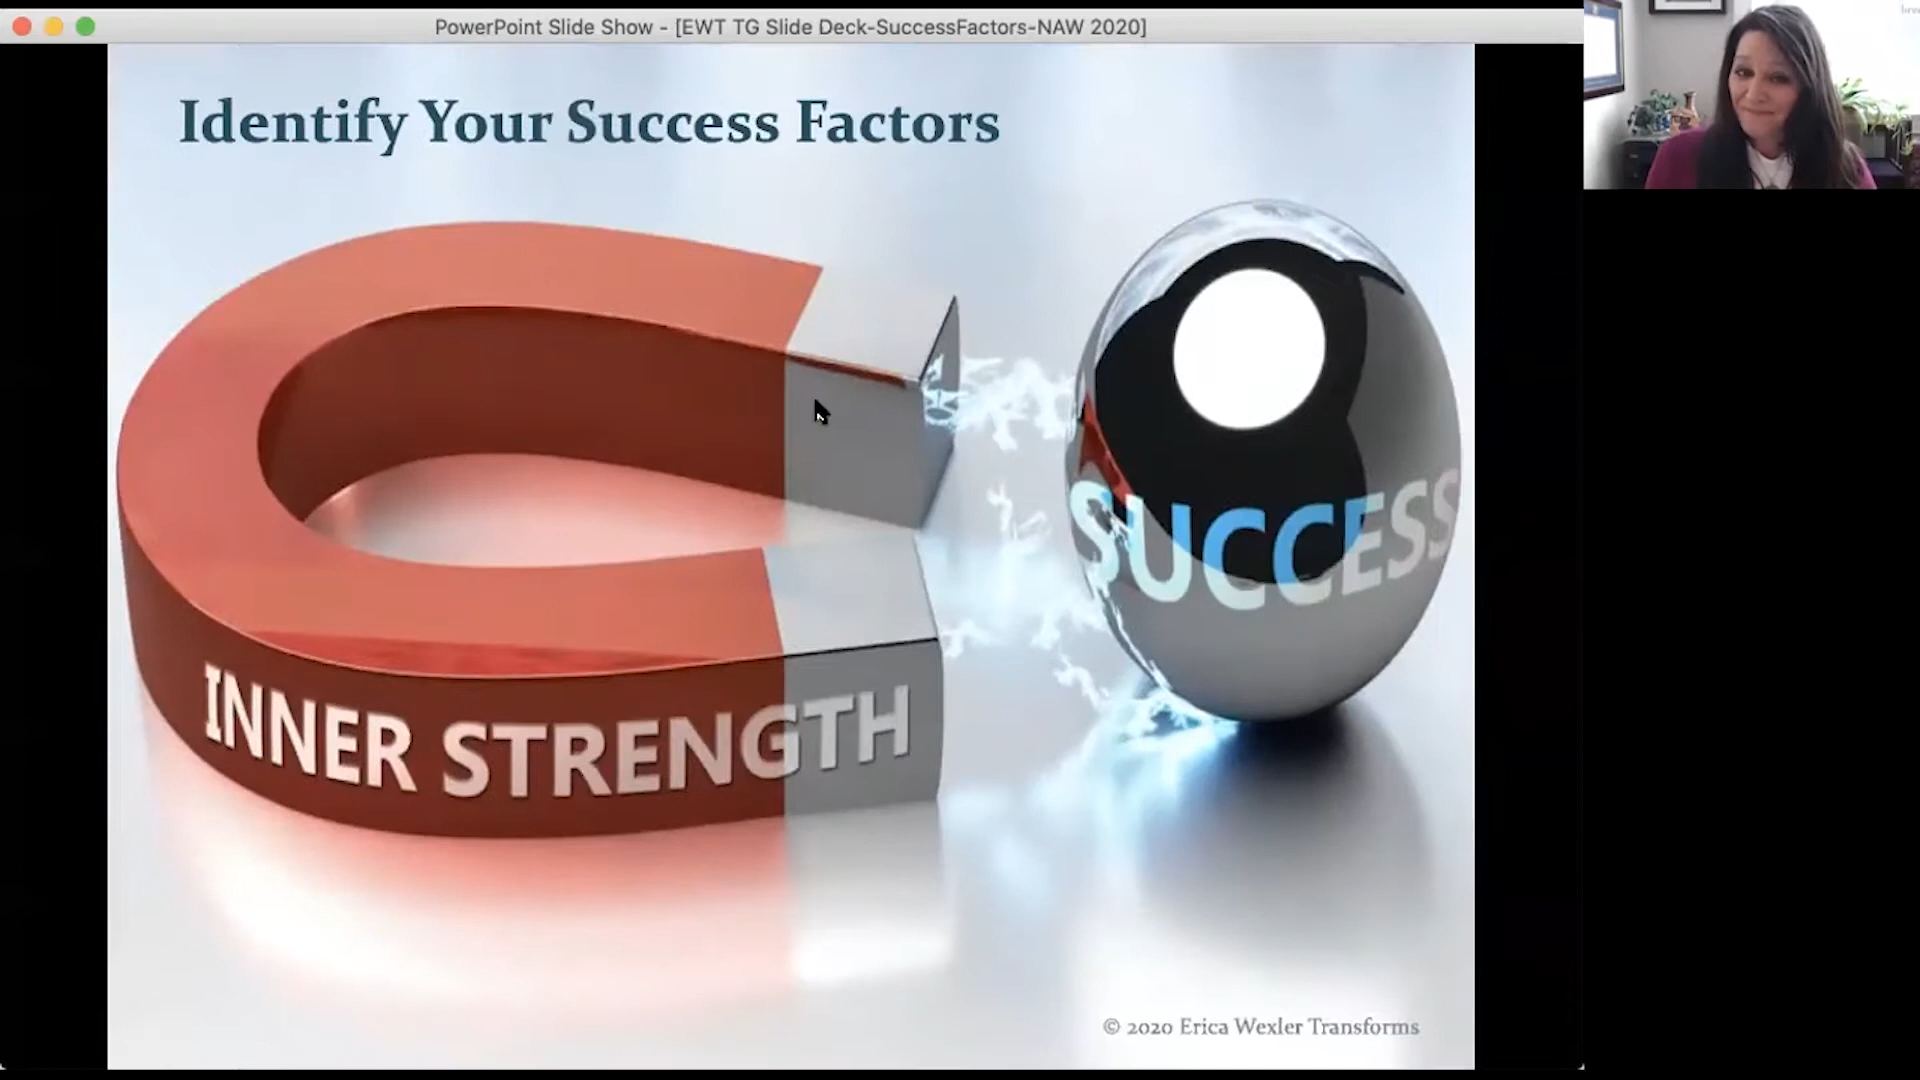 PowerPoint Slide Show - [EWT TG Slide Deck-SuccessFactors-NAW 2020]
Identify Your Success Factors
SUCCESS
INNER STRENGTH
© 2020 Erica Wexler Transforms